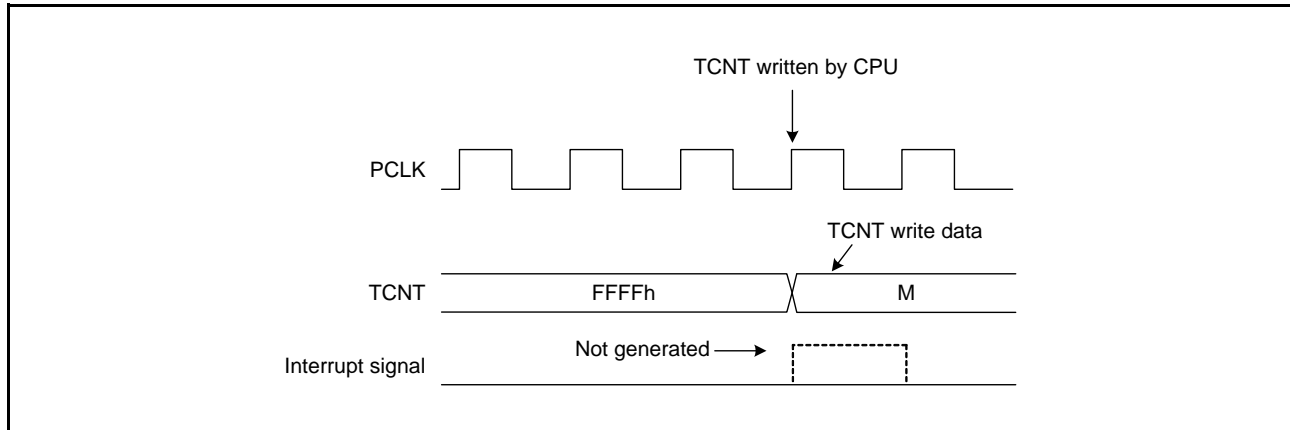 TCNT written by CPU
PCLK
TCNT write data
TCNT
FFFFh
M
Not generated
Interrupt signal